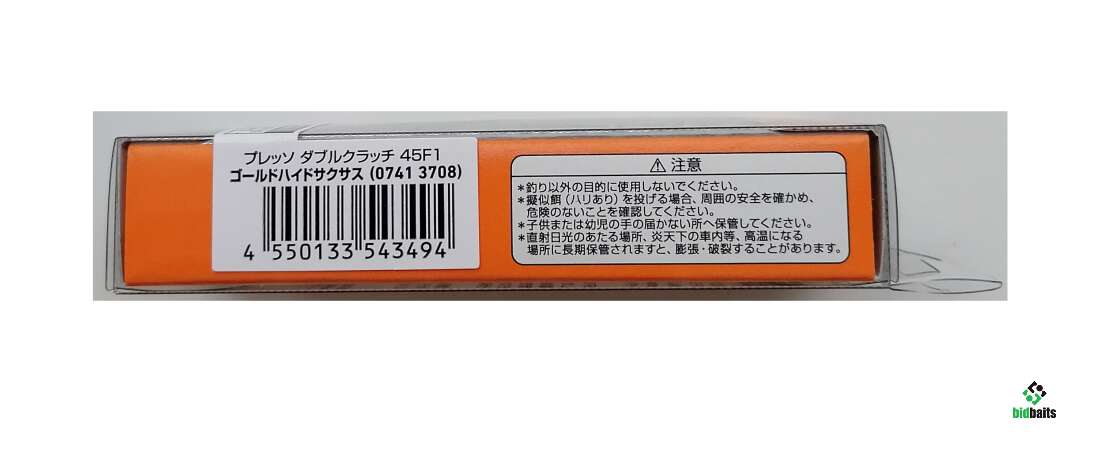 プレッソ ダブルクラッチ 45F1
ゴールドハイドサクサス (0741 3708)
4 550133 543494
注意
*釣り以外の目的に使用しないでください。
*擬似餌(ハリあり)を投げる場合、周囲の安全を確かめ、
危険のないことを確認してください。
*子供または幼児の手の届かない所へ保管してください。
*直射日光のあたる場所、炎天下の車内等、高温になる
場所に長期保管されますと、膨張・破裂することがあります。
bidbaits